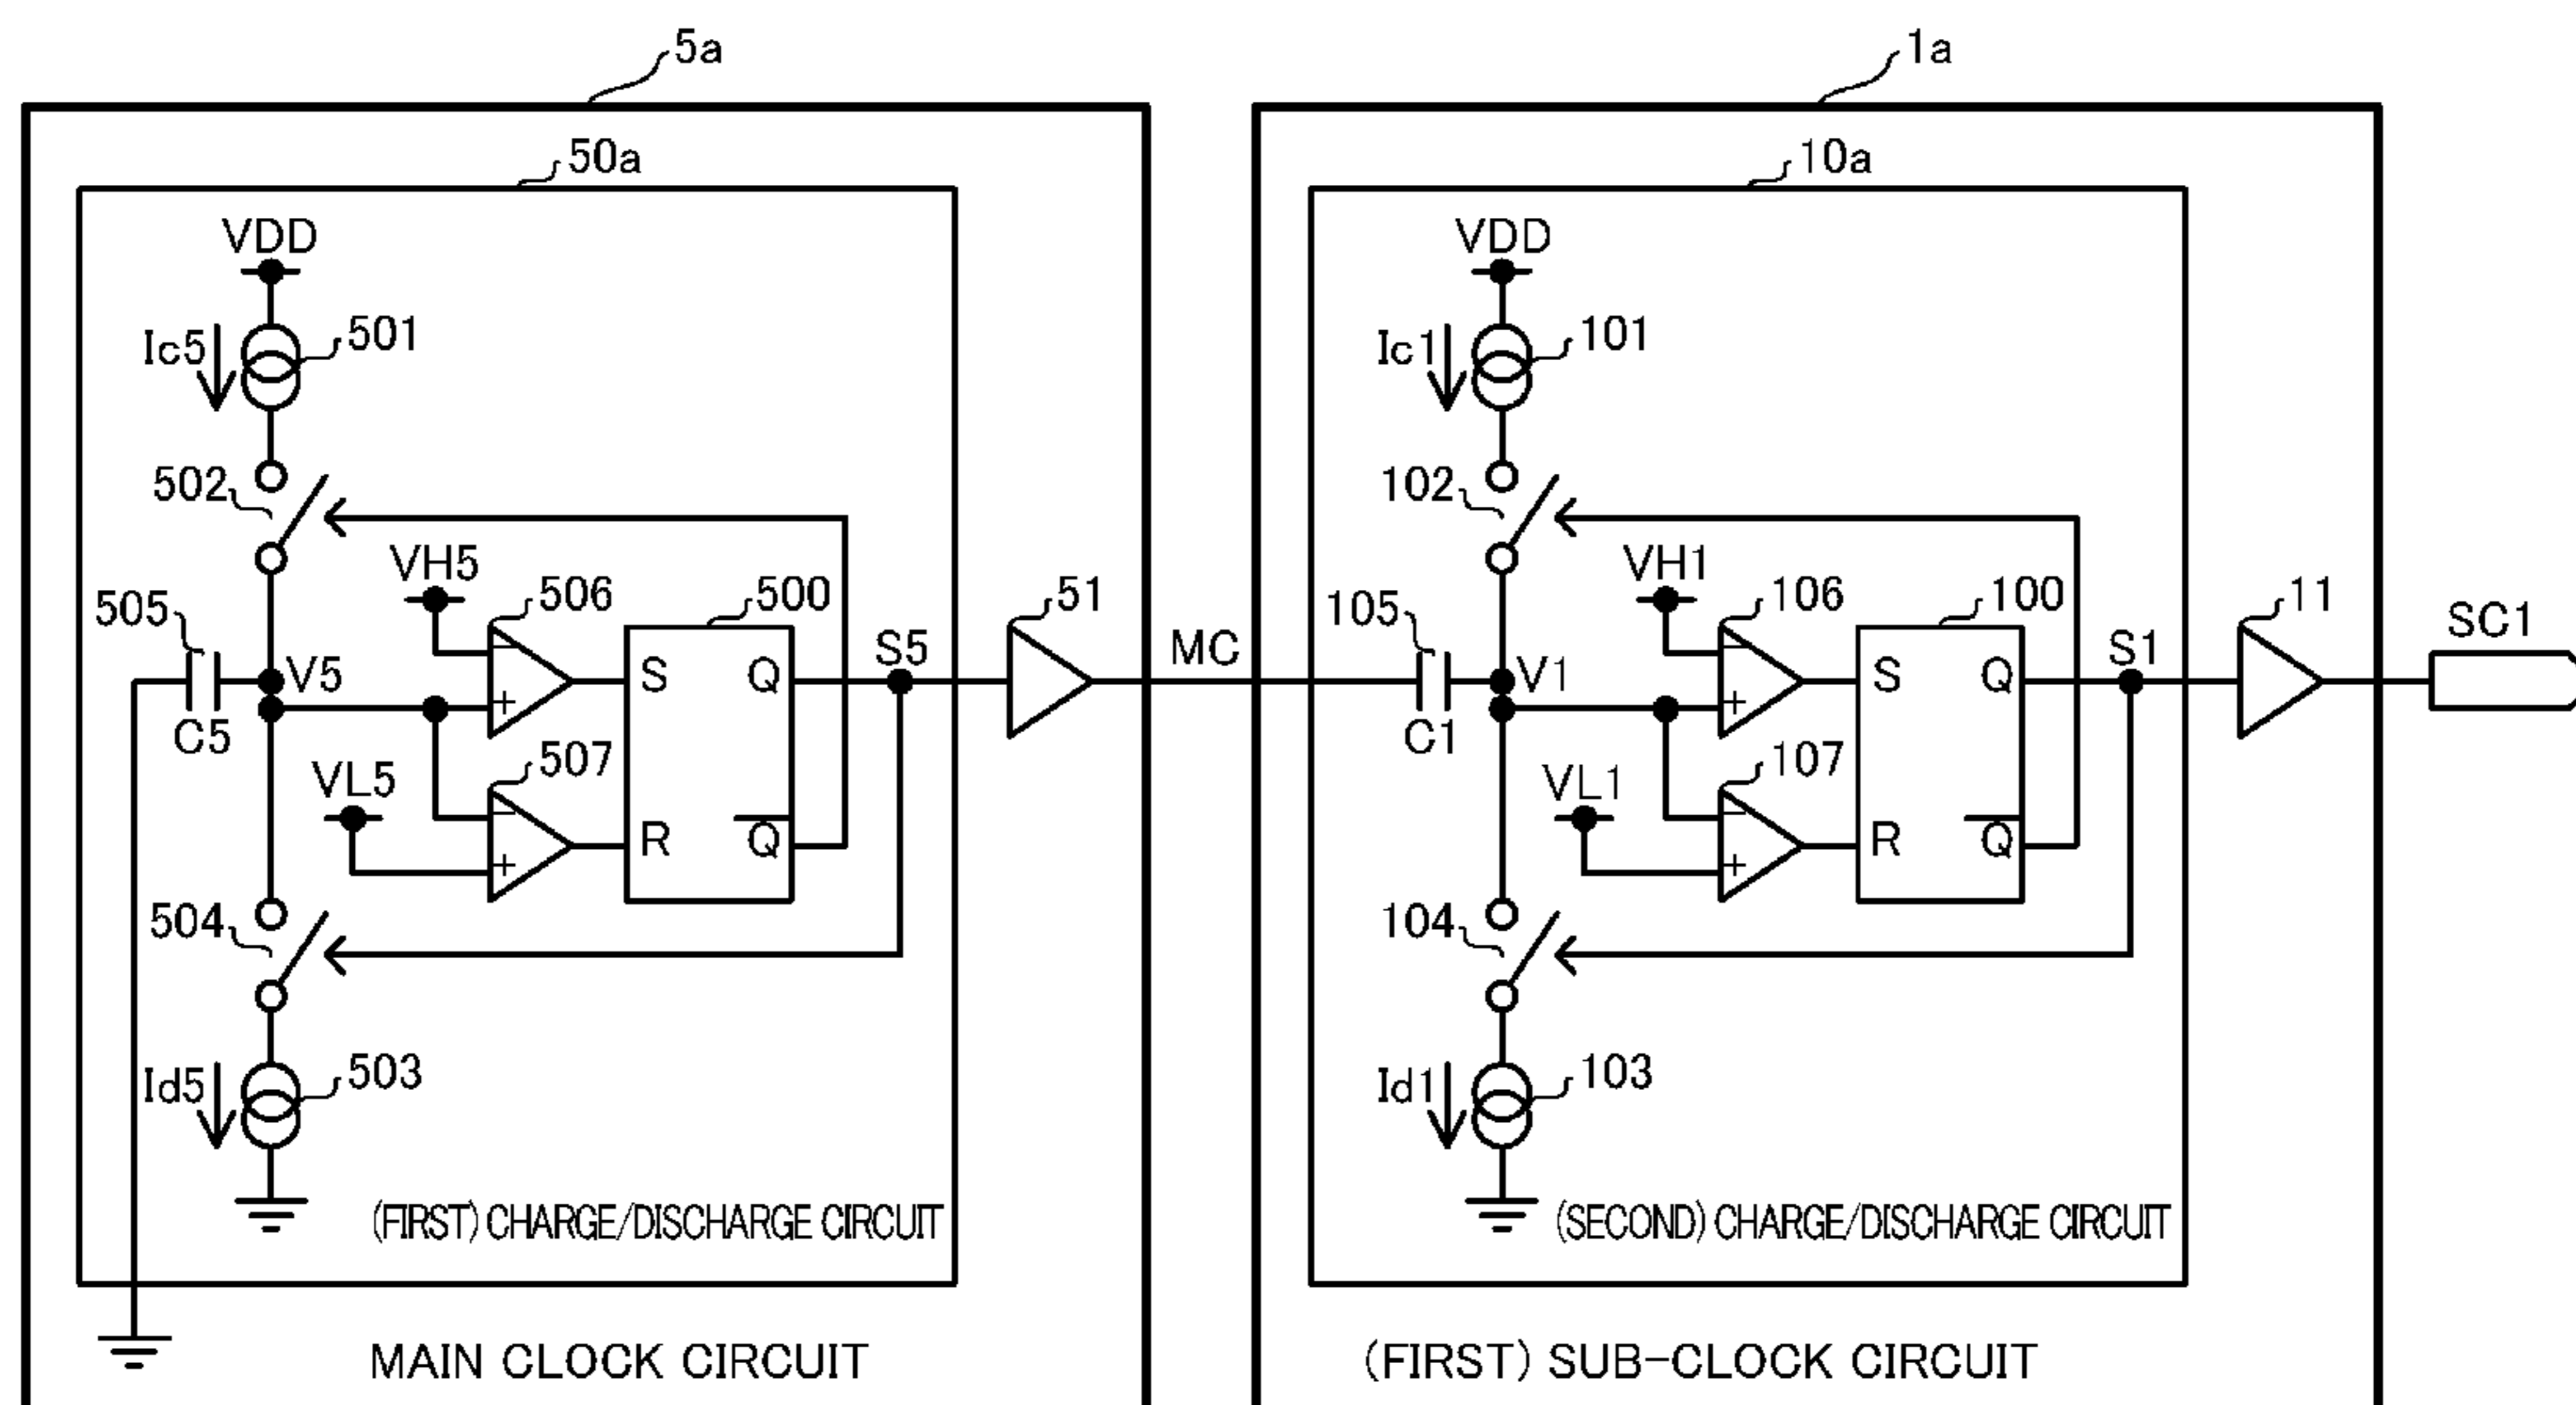 5a
1a
50a
10a
VDD
VDD
Ic5
501
Ic1
101
502
102
VH5
VH1
505
506
500
51
105
106
100
11
SC1
V5
S
Q
S5
MC
V1
S
Q
S1
− 
+
−
+
C5
C1
VL5
507
VL1
107
−
+
R
Q
−
+
R
Q
504
104
Id5
503
Id1
103
(FIRST) CHARGE/DISCHARGE CIRCUIT
(SECOND) CHARGE/DISCHARGE CIRCUIT
MAIN CLOCK CIRCUIT
(FIRST) SUB-CLOCK CIRCUIT